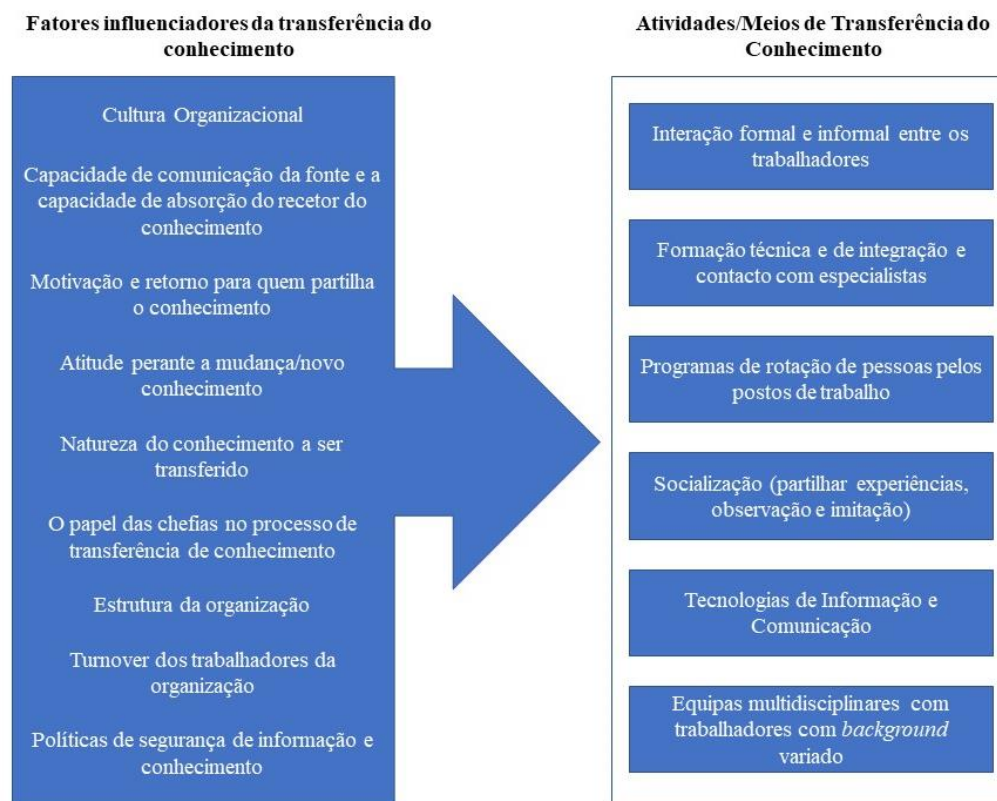 Fatores influenciadores da transferência do
conhecimento
Cultura Organizacional
Capacidade de comunicação da fonte e a
capacidade de absorção do recetor do
conhecimento
Motivação e retorno para quem partilha
o conhecimento
Atitude perante a mudança/novo
conhecimento
Natureza do conhecimento a ser
transferido
O papel das chefias no processo de
transferência de conhecimento
Estrutura da organização
Turnover dos trabalhadores da
organização
Políticas de segurança de informação e
conhecimento
Atividades/Meios de Transferência do
Conhecimento
Interação formal e informal entre os
trabalhadores
Formação técnica e de integração e
contacto com especialistas
Programas de rotação de pessoas pelos
postos de trabalho
Socialização (partilhar experiências,
observação e imitação)
Tecnologias de Informação e
Comunicação
Equipas multidisciplinares com
trabalhadores com background
variado